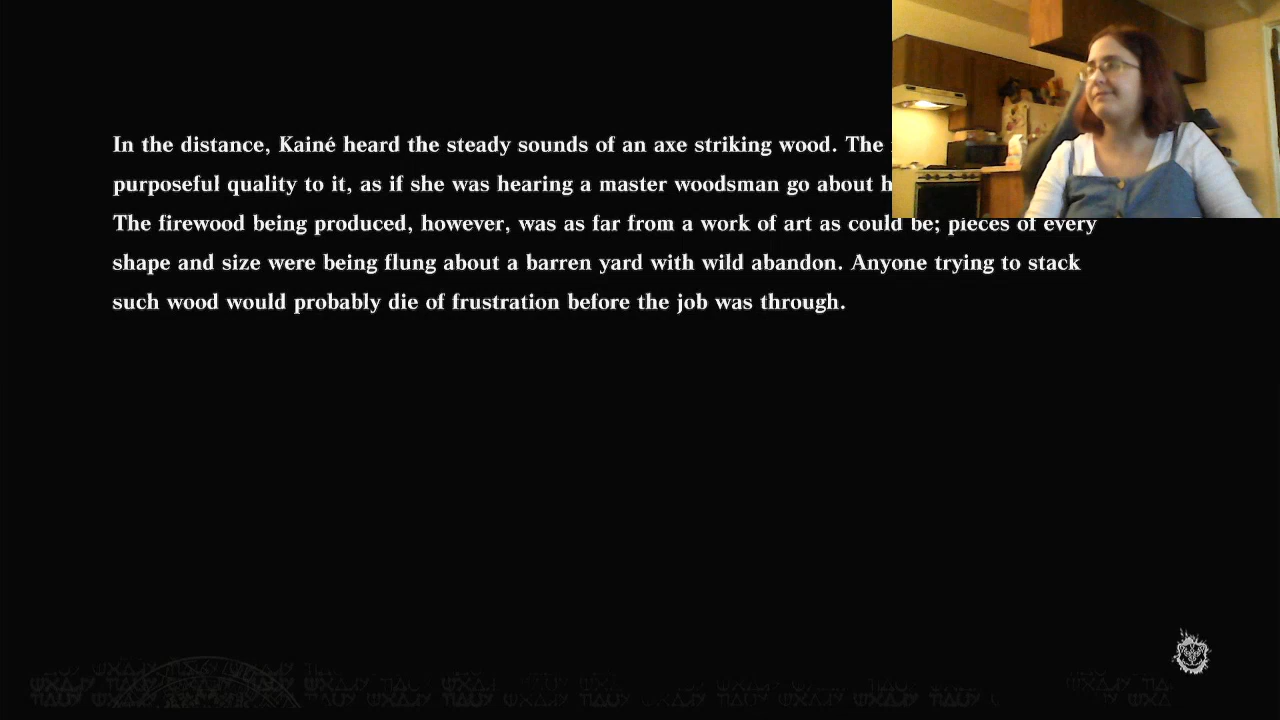 In the distance, Kainé heard the steady sounds of an axe striking wood. The
purposeful quality to it, as if she was hearing a master woodsman go about
The firewood being produced, however, was as far from a work of art as could be; pieces of every
shape and size were being flung about a barren yard with wild abandon. Anyone trying to stack
such wood would probably die of frustration before the job was through.